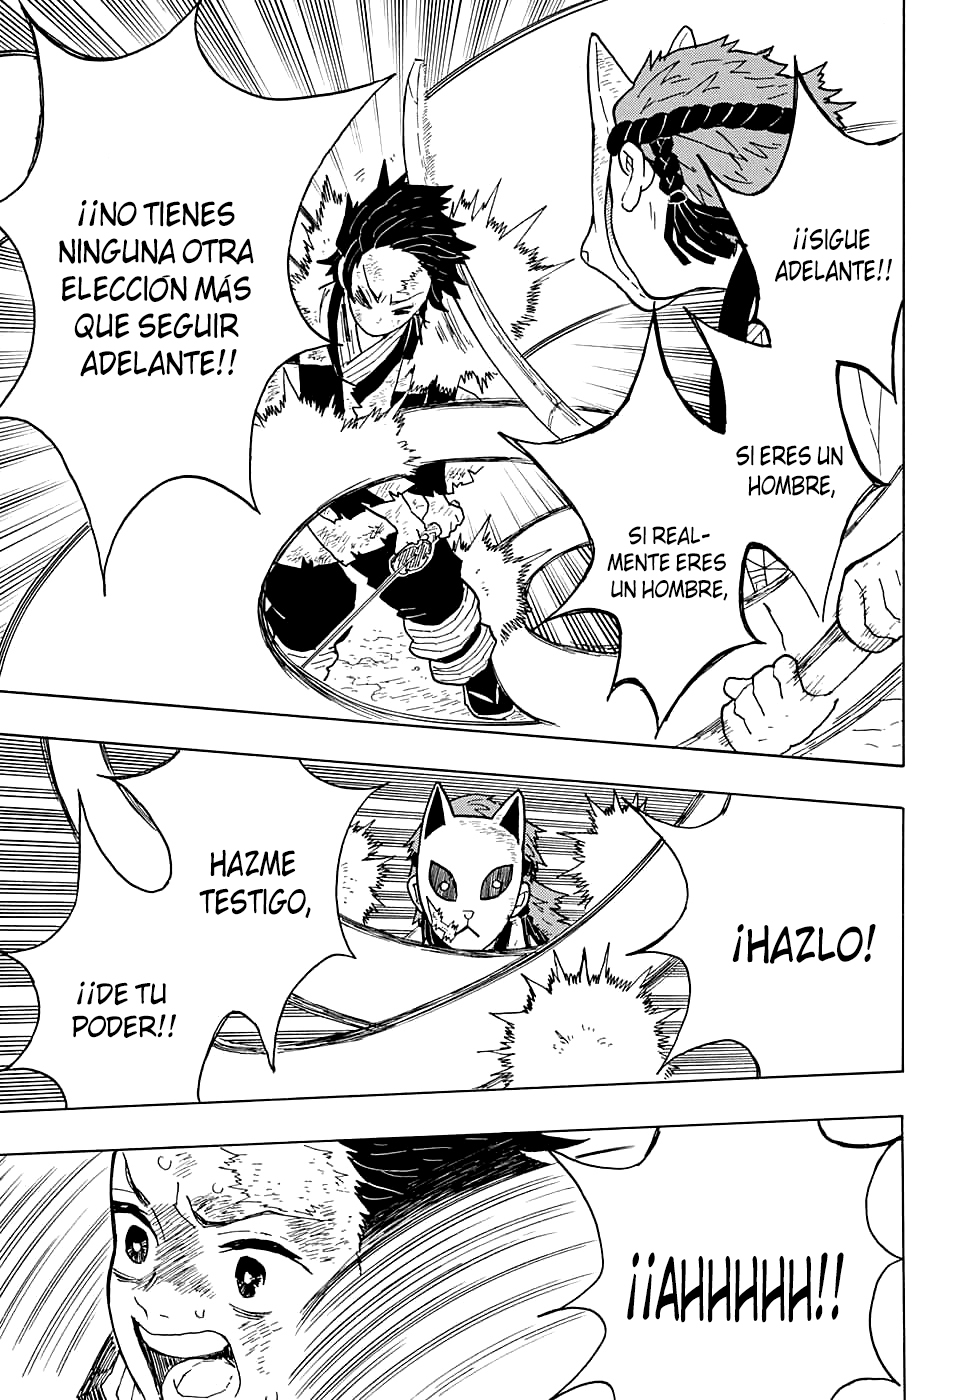 ¡¡SIGUE
ADELANTE!!
SI ERES UN
HOMBRE,
SI REAL-
MENTE ERES
UN HOMBRE,
¡¡NO TIENES
NINGUNA OTRA
ELECCIÓN MÁS
QUE SEGUIR
ADELANTE!!
¡HAZLO!
HAZME
TESTIGO,
¡¡DE TU
PODER!!
¡¡AHHHHH!!